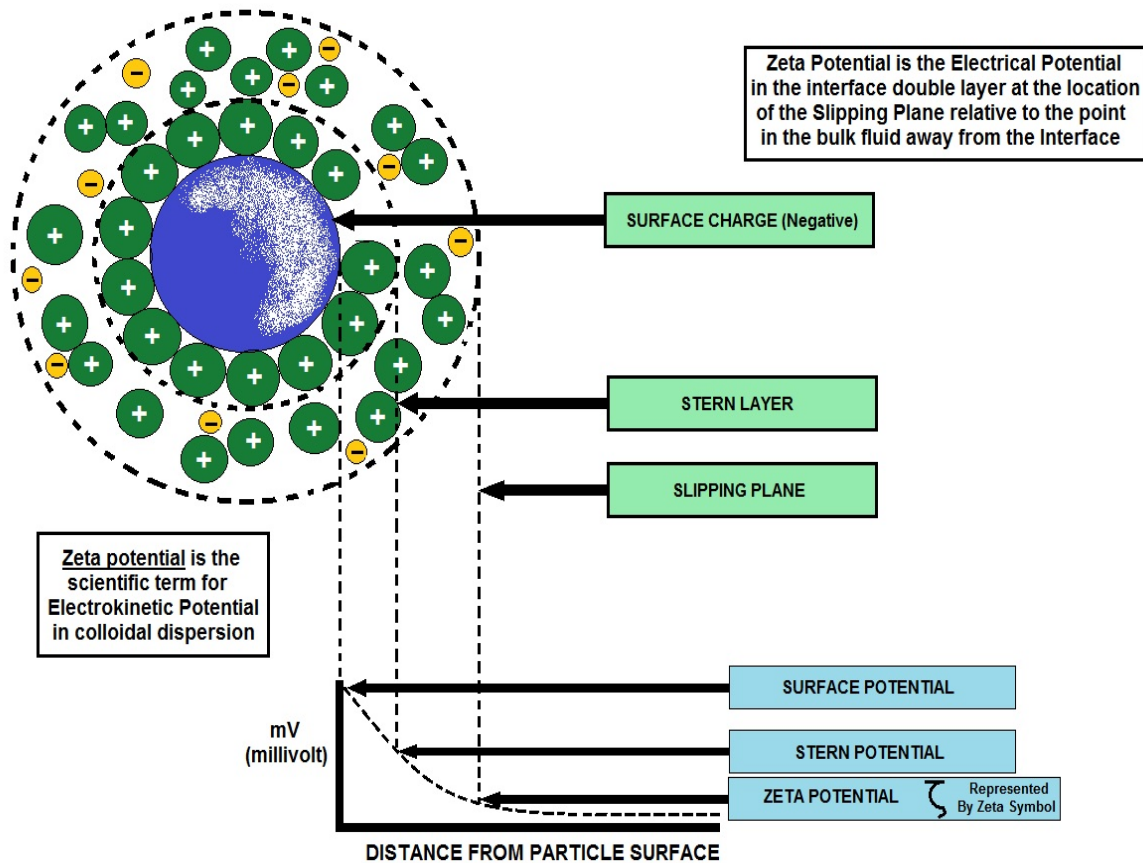 Zeta Potential is the Electrical Potential
in the interface double layer at the location
of the Slipping Plane relative to the point
in the bulk fluid away from the Interface
SURFACE CHARGE (Negative)
STERN LAYER
SLIPPING PLANE
Zeta potential is the
scientific term for
Electrokinetic Potential
in colloidal dispersion
mV
(millivolt)
SURFACE POTENTIAL
STERN POTENTIAL
ZETA POTENTIAL ζ Represented
By Zeta Symbol
DISTANCE FROM PARTICLE SURFACE